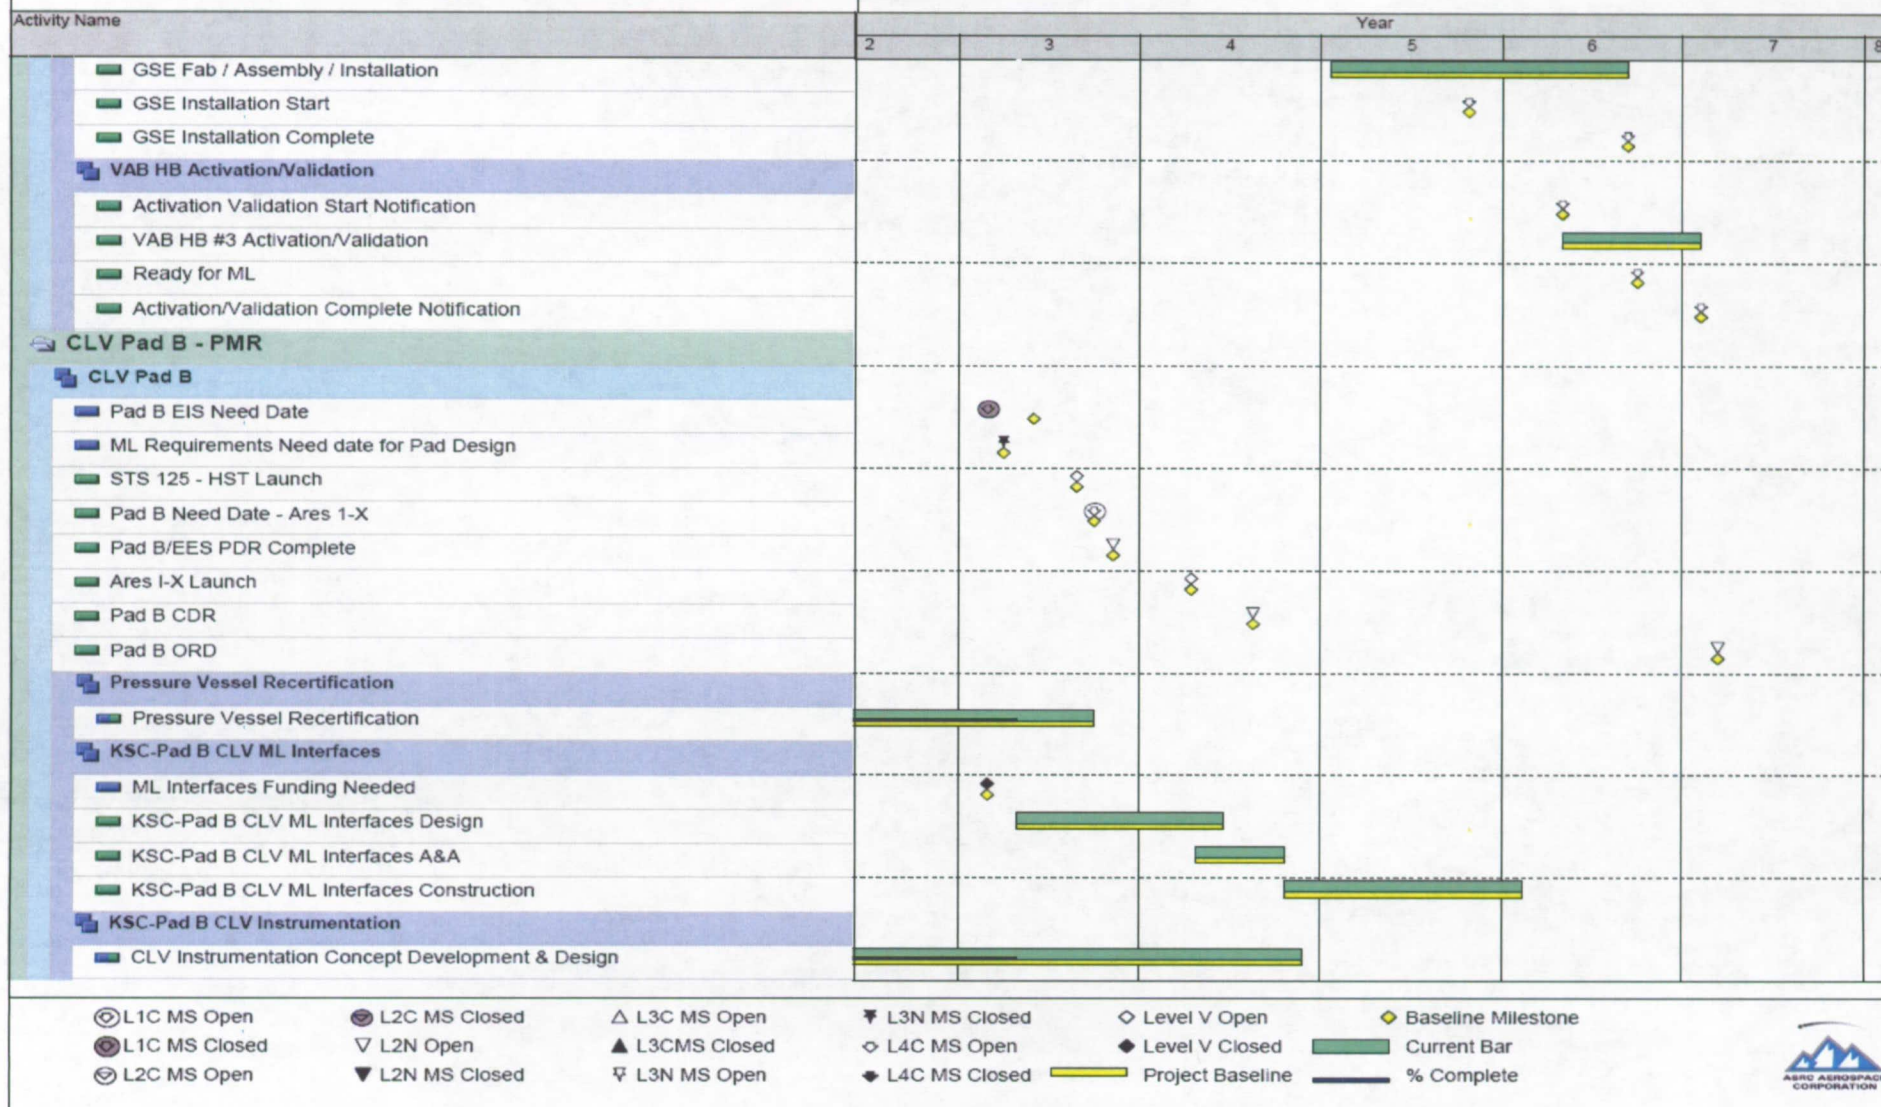 Activity Name
Year
2 3 4 5 6 7 8
GSE Fab / Assembly / Installation
GSE Installation Start
GSE Installation Complete
VAB HB Activation/Validation
Activation Validation Start Notification
VAB HB #3 Activation/Validation
Ready for ML
Activation/Validation Complete Notification
CLV Pad B - PMR
CLV Pad B
Pad B EIS Need Date
ML Requirements Need date for Pad Design
STS 125 - HST Launch
Pad B Need Date - Ares 1-X
Pad B/EES PDR Complete
Ares I-X Launch
Pad B CDR
Pad B ORD
Pressure Vessel Recertification
Pressure Vessel Recertification
KSC-Pad B CLV ML Interfaces
ML Interfaces Funding Needed
KSC-Pad B CLV ML Interfaces Design
KSC-Pad B CLV ML Interfaces A&A
KSC-Pad B CLV ML Interfaces Construction
KSC-Pad B CLV Instrumentation
CLV Instrumentation Concept Development & Design
L1C MS Open L2C MS Closed L3C MS Open L3N MS Closed Level V Open Baseline Milestone
L1C MS Closed L2N Open L3CMS Closed L4C MS Open Level V Closed Current Bar
L2C MS Open L2N MS Closed L3N MS Open L4C MS Closed Project Baseline % Complete
ASRC AEROSPACE
CORPORATION